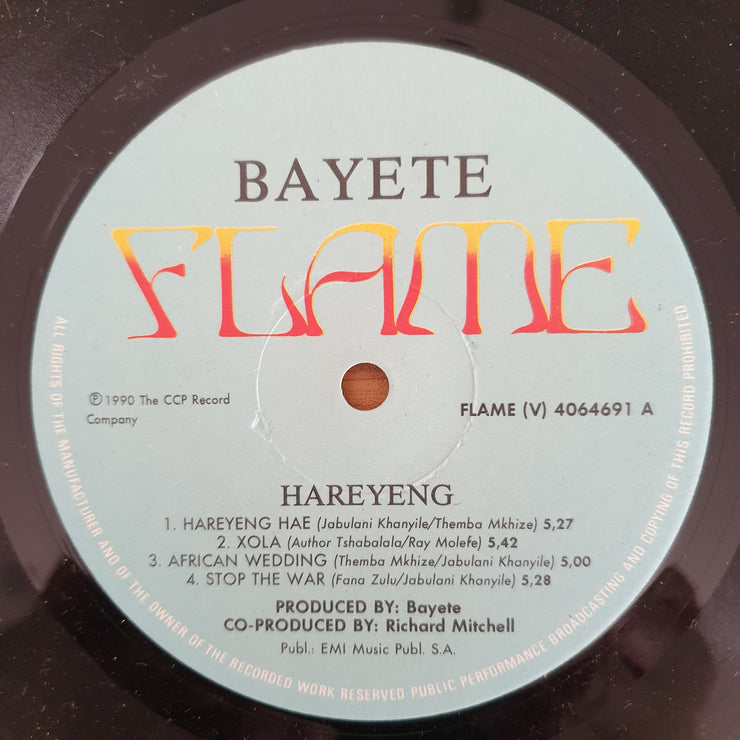 BAYETE
FLAME
℗ 1990 The CCP Record
Company
FLAME (V) 4064691 A
HAREYENG
1. HAREYENG HAE (Jabulani Khanyile/Themba Mkhize) 5,27
2. XOLA (Author Tshabalala/Ray Molefe) 5,42
3. AFRICAN WEDDING (Themba Mkhize/Jabulani Khanyile) 5,00
4. STOP THE WAR (Fana Zulu/Jabulani Khanyile) 5,28
PRODUCED BY: Bayete
CO-PRODUCED BY: Richard Mitchell
Publ.: EMI Music Publ. S.A.
ALL RIGHTS OF THE MANUFACTURER AND OF THE OWNER OF THE RECORDED WORK RESERVED PUBLIC PERFORMANCE BROADCASTING AND COPYING OF THIS RECORD PROHIBITED